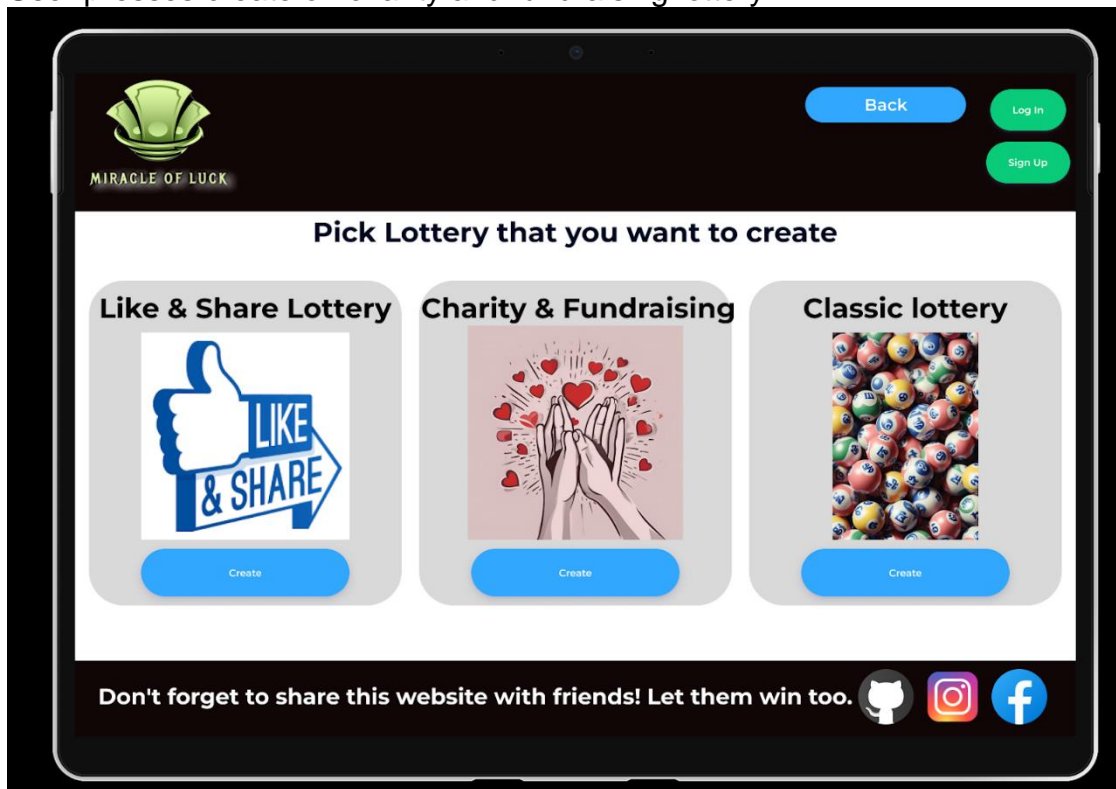 Back
Log In
Sign Up
MIRACLE OF LUCK
Pick Lottery that you want to create
Like & Share Lottery
Charity & Fundraising
Classic lottery
LIKE
& SHARE
Create
Create
Create
Don't forget to share this website with friends! Let them win too.